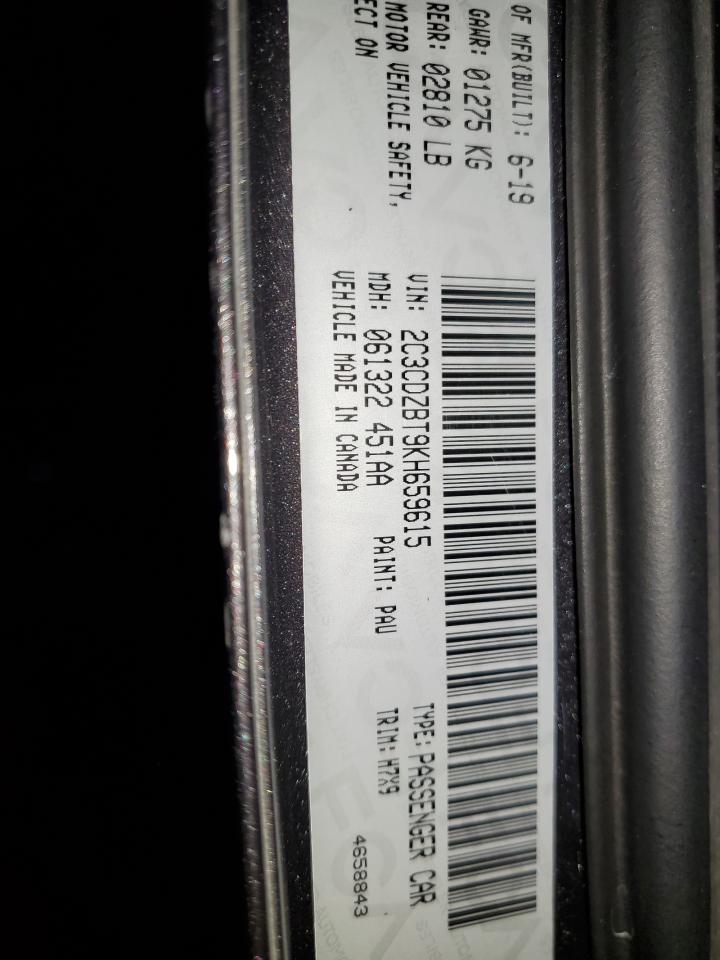 OF MFR(BUILT): 6-19
GAWR: 01275 KG
REAR: 02810 LB
MOTOR VEHICLE SAFETY,
ECT ON
VIN: 2C3CDZBT9KH659615
TYPE: PASSENGER CAR
MDH: 061322 451AA
PAINT: PAU
TRIM: H7X9
VEHICLE MADE IN CANADA
4658843